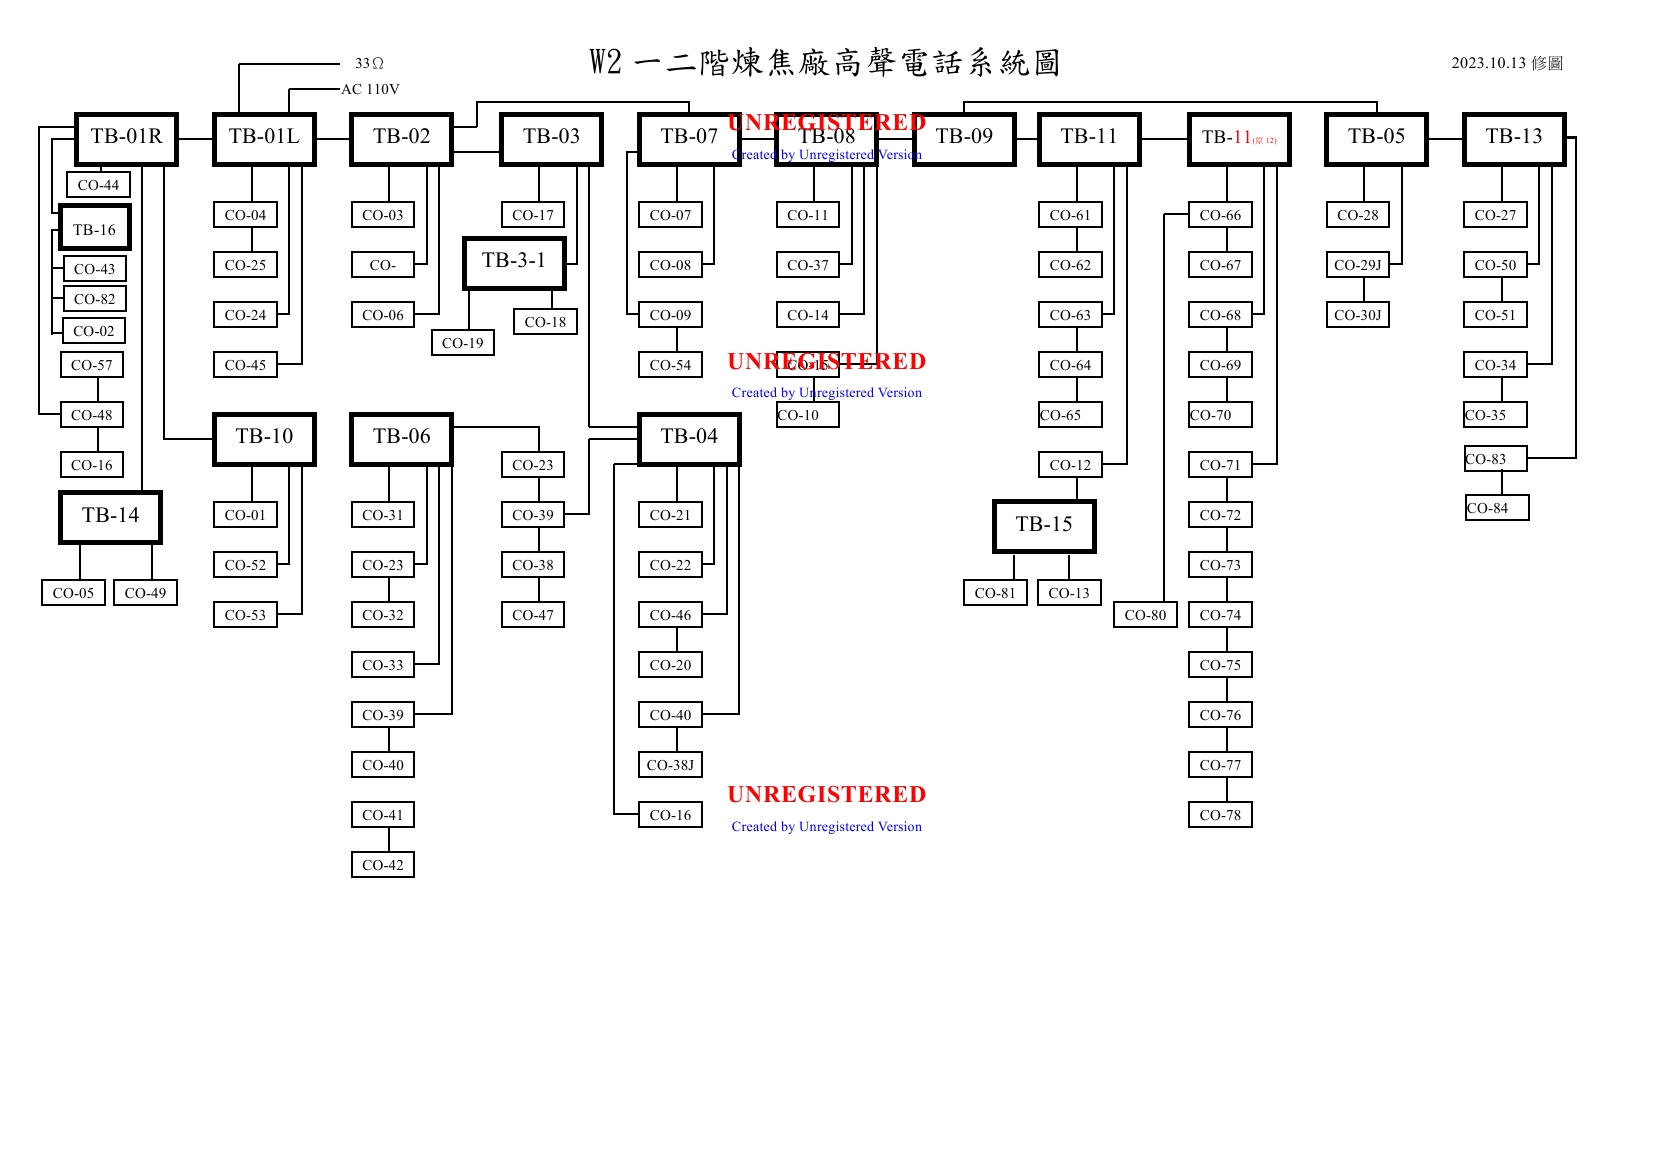 W2 一二階煉焦廠高聲電話系統圖
2023.10.13 修圖
33Ω
AC 110V
TB-01R
TB-01L
TB-02
TB-03
TB-07
TB-08
TB-09
TB-11
TB-11(原 12)
TB-05
TB-13
UNREGISTERED
Created by Unregistered Version
CO-44
TB-16
CO-43
CO-82
CO-02
CO-57
CO-48
CO-16
TB-14
CO-05
CO-49
CO-04
CO-25
CO-24
CO-45
TB-10
CO-01
CO-52
CO-53
CO-03
CO-
CO-06
TB-06
CO-31
CO-23
CO-32
CO-33
CO-39
CO-40
CO-41
CO-42
CO-17
TB-3-1
CO-19
CO-18
CO-23
CO-39
CO-38
CO-47
CO-07
CO-08
CO-09
CO-54
TB-04
CO-21
CO-22
CO-46
CO-20
CO-40
CO-38J
CO-16
CO-11
CO-37
CO-14
CO-15
UNREGISTERED
Created by Unregistered Version
CO-10
UNREGISTERED
Created by Unregistered Version
CO-61
CO-62
CO-63
CO-64
CO-65
CO-12
TB-15
CO-81
CO-13
CO-66
CO-67
CO-68
CO-69
CO-70
CO-71
CO-72
CO-73
CO-80
CO-74
CO-75
CO-76
CO-77
CO-78
CO-28
CO-29J
CO-30J
CO-27
CO-50
CO-51
CO-34
CO-35
CO-83
CO-84